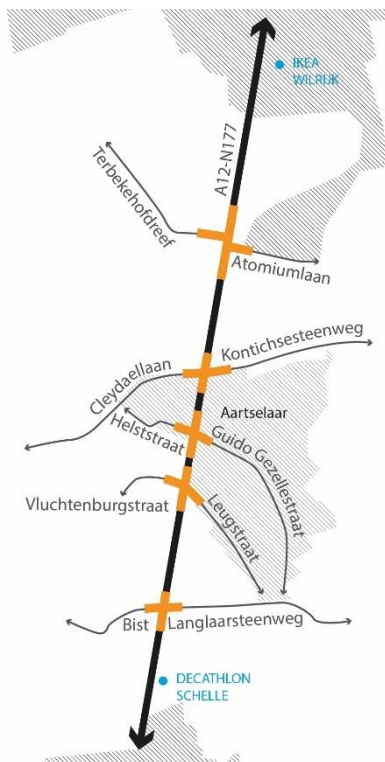 IKEA
WILRIJK
A12-N177
Terbekehofdreef
Atomiumlaan
Kontichsesteenweg
Cleydaellaan
Aartselaar
Helststraat
Guido Gezellestraat
Vluchtenburgstraat
Leugstraat
Bist
Langlaarsteenweg
DECATHLON
SCHELLE